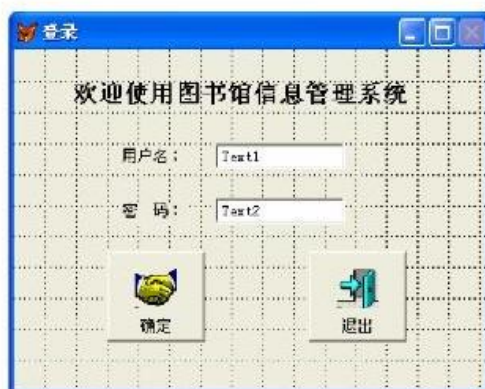 登录
欢迎使用图书馆信息管理系统
用户名：
Text1
密 码：
Text2
确定
退出